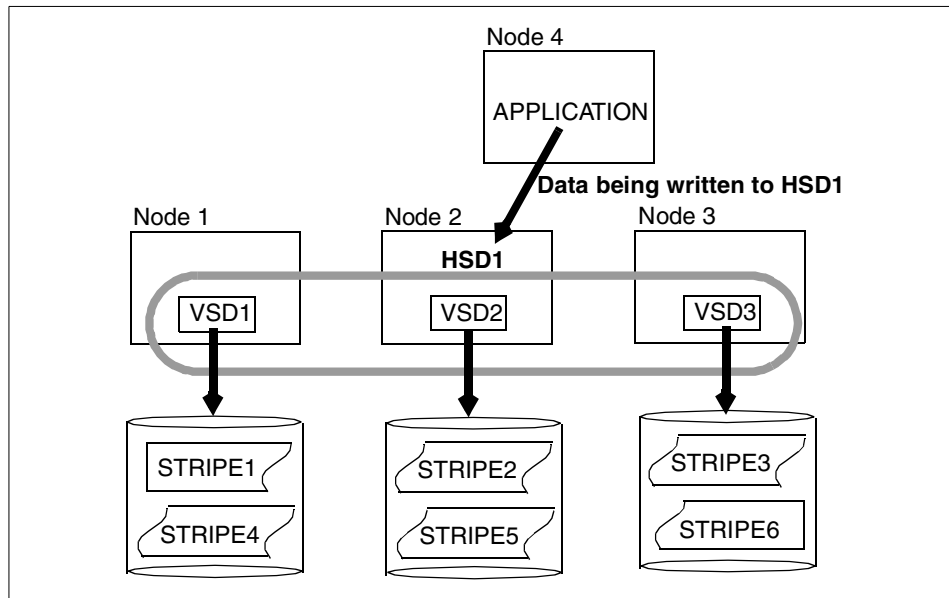 Node 4
APPLICATION
Data being written to HSD1
Node 1
Node 2
Node 3
HSD1
VSD1
VSD2
VSD3
STRIPE1
STRIPE2
STRIPE3
STRIPE4
STRIPE5
STRIPE6